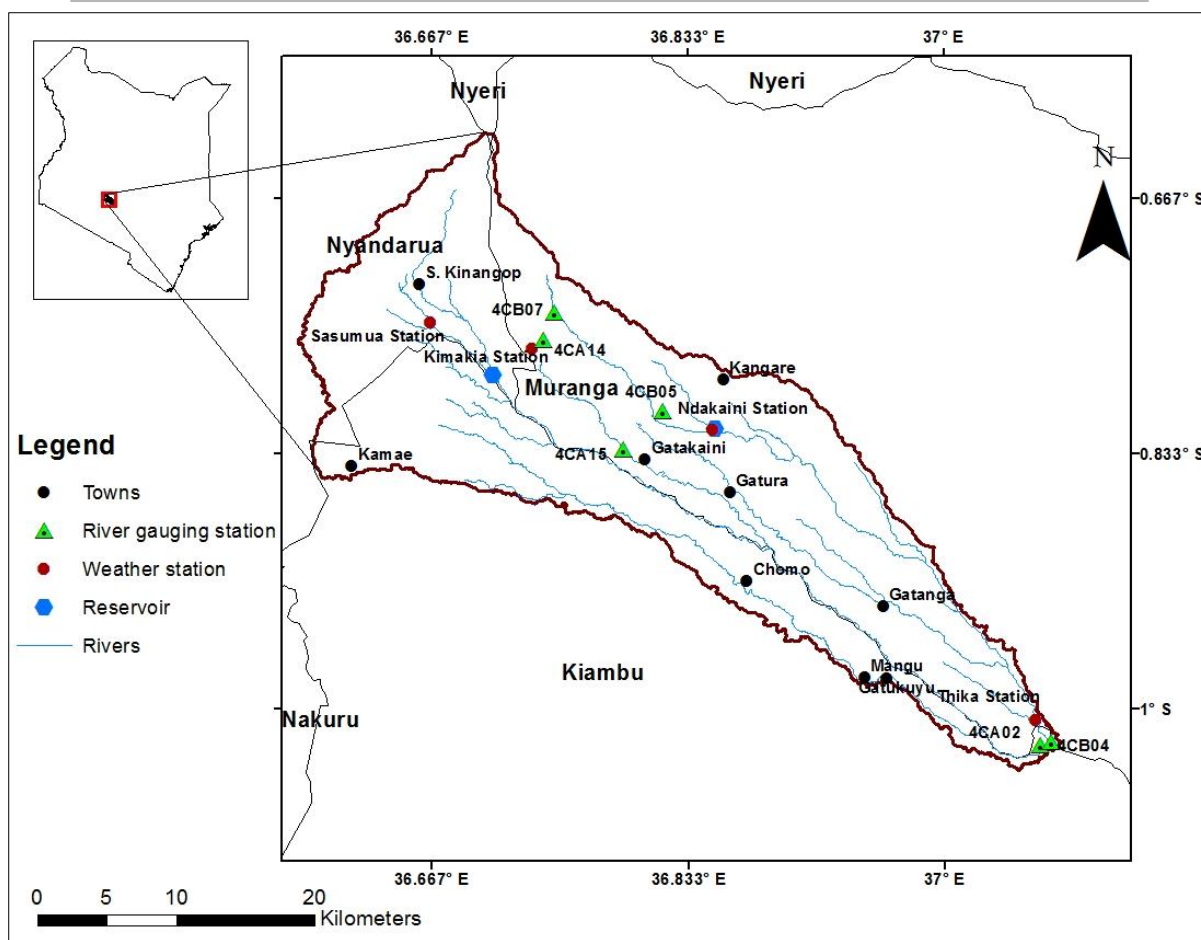 36.667° E
36.833° E
37° E
Nyeri
Nyeri
N
0.667° S
Nyandarua
S. Kinangop
4CB07
Sasumua Station
4CA14
Kimakia Station
Kangare
Muranga
4CB05
Ndakaini Station
Legend
Kamae
4CA15
Gatakaini
0.833° S
Towns
Gatura
River gauging station
Weather station
Chomo
Reservoir
Gatanga
Rivers
Kiambu
Mangu
Gatukuyu
Thika Station
Nakuru
1° S
4CA02
4CB04
36.667° E
36.833° E
37° E
0 5 10 20
Kilometers